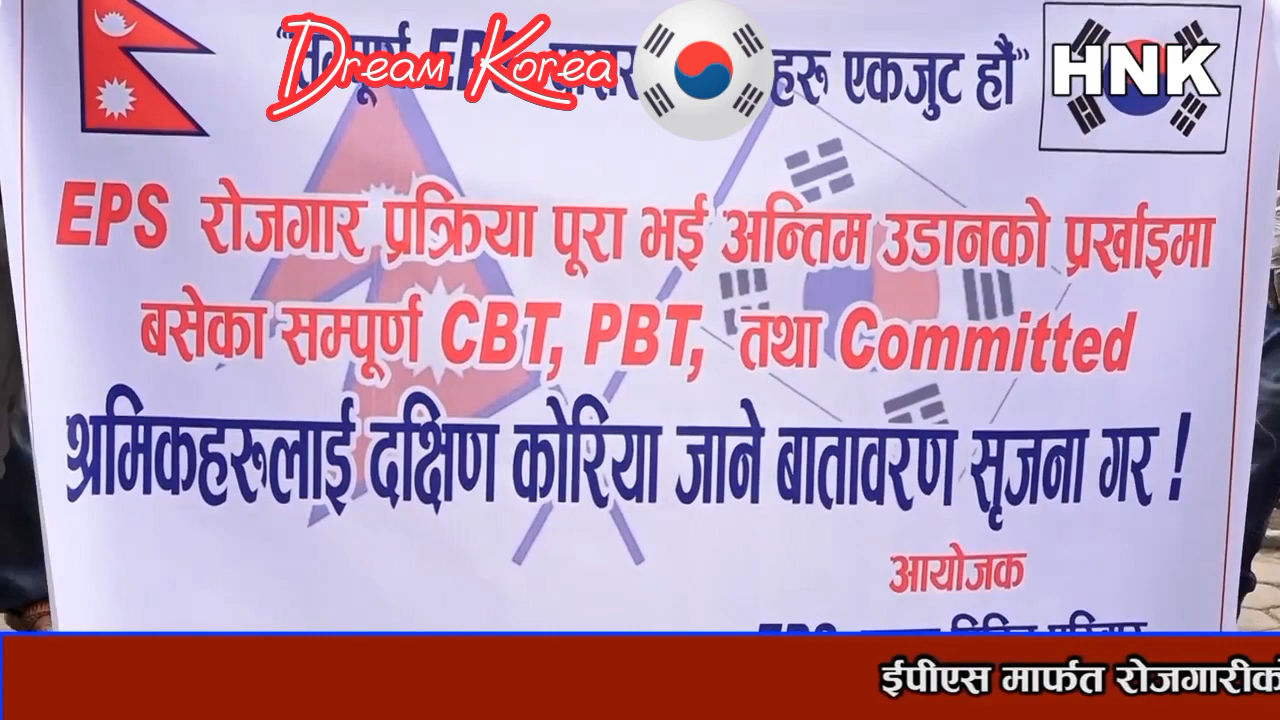 Dream Korea
HNK
हरु एकजुट हौ”
EPS रोजगार प्रक्रिया पूरा भई अन्तिम उडानको प्रर्खाइमा
बसेका सम्पूर्ण CBT, PBT, तथा Committed
श्रमिकहरुलाई दक्षिण कोरिया जाने बातावरण सृजना गर !
आयोजक
EPS
ईपीएस मार्फत रोजगारीको